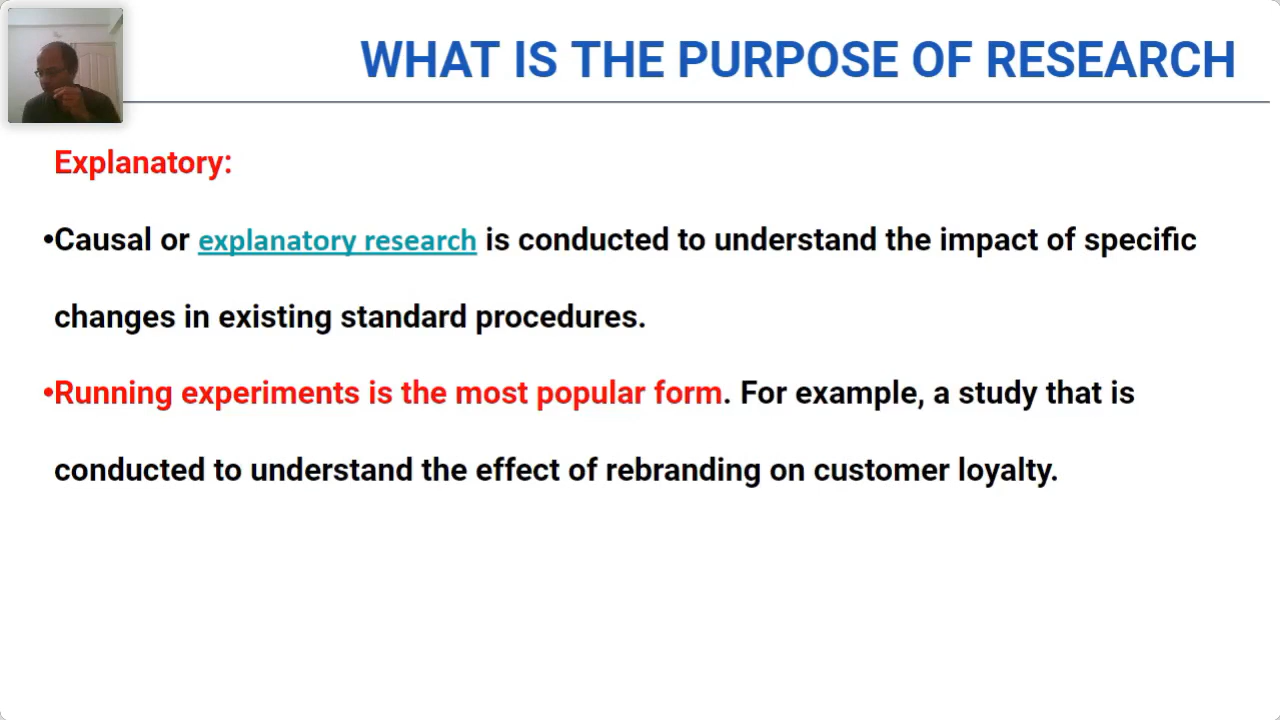 WHAT IS THE PURPOSE OF RESEARCH
Explanatory:
•Causal or explanatory research is conducted to understand the impact of specific
changes in existing standard procedures.
•Running experiments is the most popular form. For example, a study that is
conducted to understand the effect of rebranding on customer loyalty.